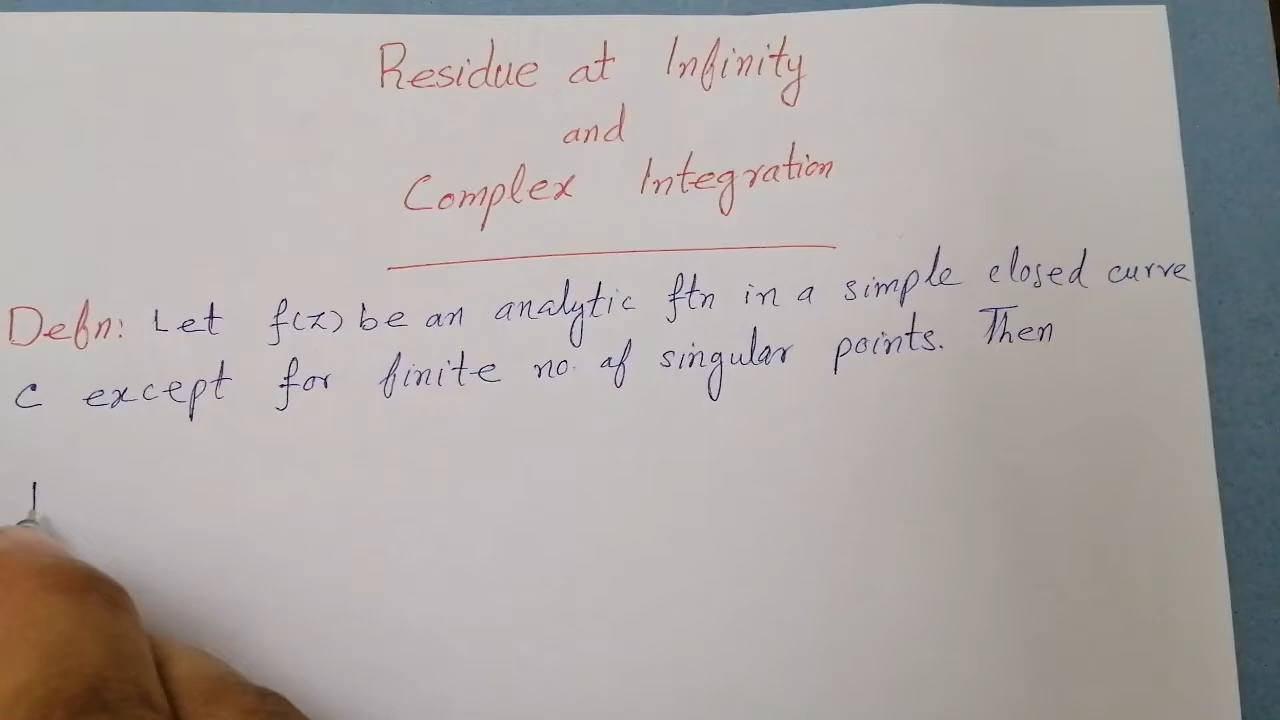 Residue at Infinity
and
Complex Integration
Defn: Let f(z) be an analytic ftn in a simple closed curve
C except for finite no. of singular points. Then